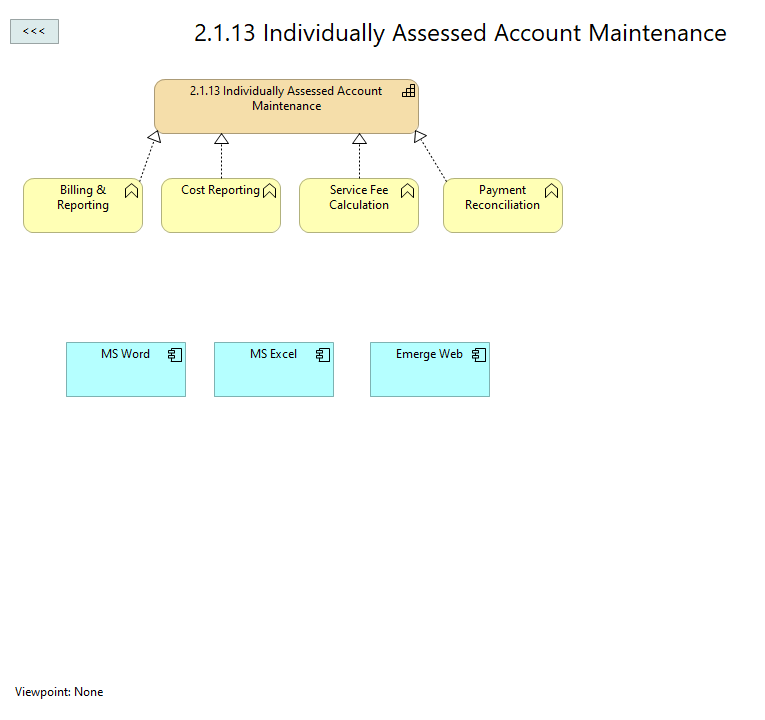 <<<
2.1.13 Individually Assessed Account Maintenance
2.1.13 Individually Assessed Account
Maintenance
Billing &
Reporting
Cost Reporting
Service Fee
Calculation
Payment
Reconciliation
MS Word
MS Excel
Emerge Web
Viewpoint: None